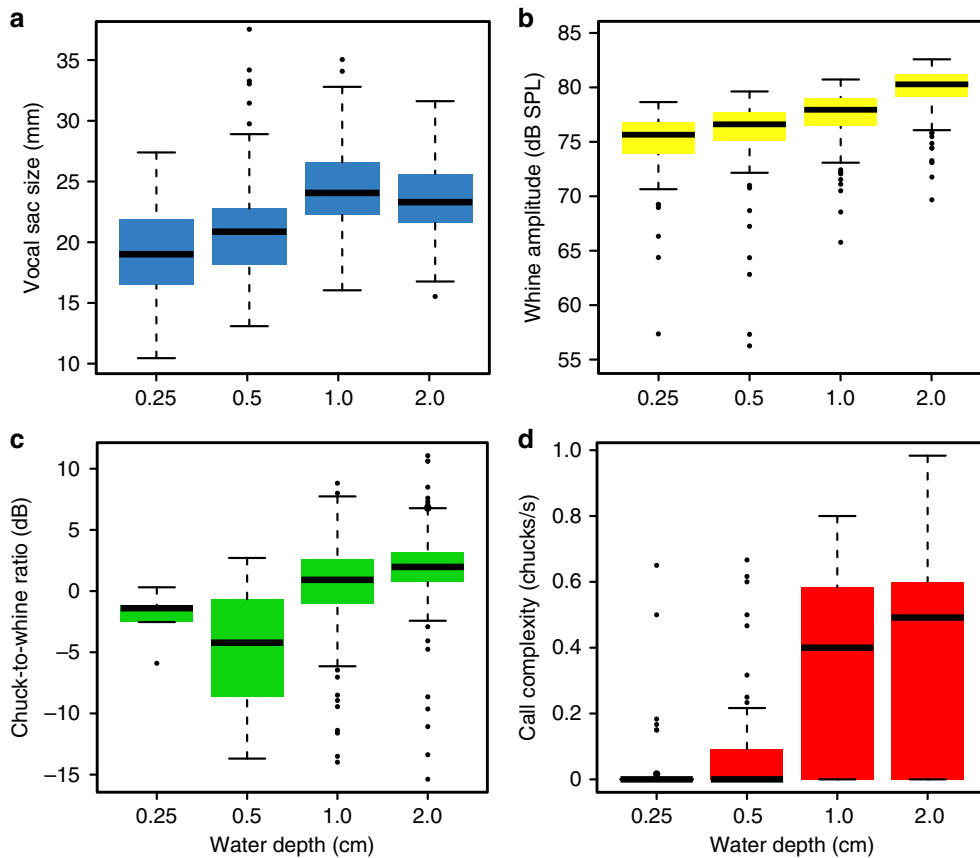 a
Vocal sac size (mm)
35
30
25
20
15
10
0.25 0.5 1.0 2.0
b
Whine amplitude (dB SPL)
85
80
75
70
65
60
55
0.25 0.5 1.0 2.0
c
Chuck-to-whine ratio (dB)
10
5
0
−5
−10
−15
0.25 0.5 1.0 2.0
Water depth (cm)
d
Call complexity (chucks/s)
1.0
0.8
0.6
0.4
0.2
0
0.25 0.5 1.0 2.0
Water depth (cm)